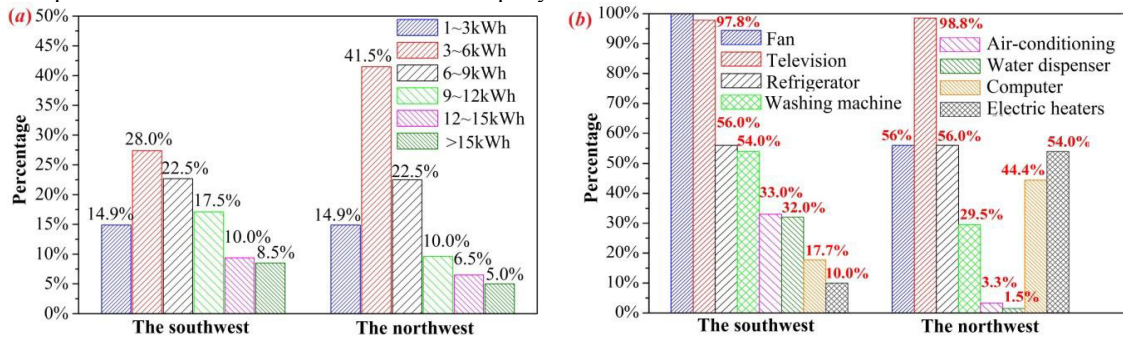 (a)
50%
45%
40%
35%
30%
25%
20%
15%
10%
5%
0%
Percentage
1~3kWh
3~6kWh
6~9kWh
9~12kWh
12~15kWh
>15kWh
14.9%
28.0%
22.5%
17.5%
10.0%
8.5%
14.9%
41.5%
22.5%
10.0%
6.5%
5.0%
The southwest
The northwest
(b)
100%
90%
80%
70%
60%
50%
40%
30%
20%
10%
0%
Percentage
Fan
Television
Refrigerator
Washing machine
Air-conditioning
Water dispenser
Computer
Electric heaters
97.8%
56.0%
54.0%
33.0%
32.0%
17.7%
10.0%
56%
98.8%
56.0%
29.5%
3.3%
1.5%
44.4%
54.0%
The southwest
The northwest